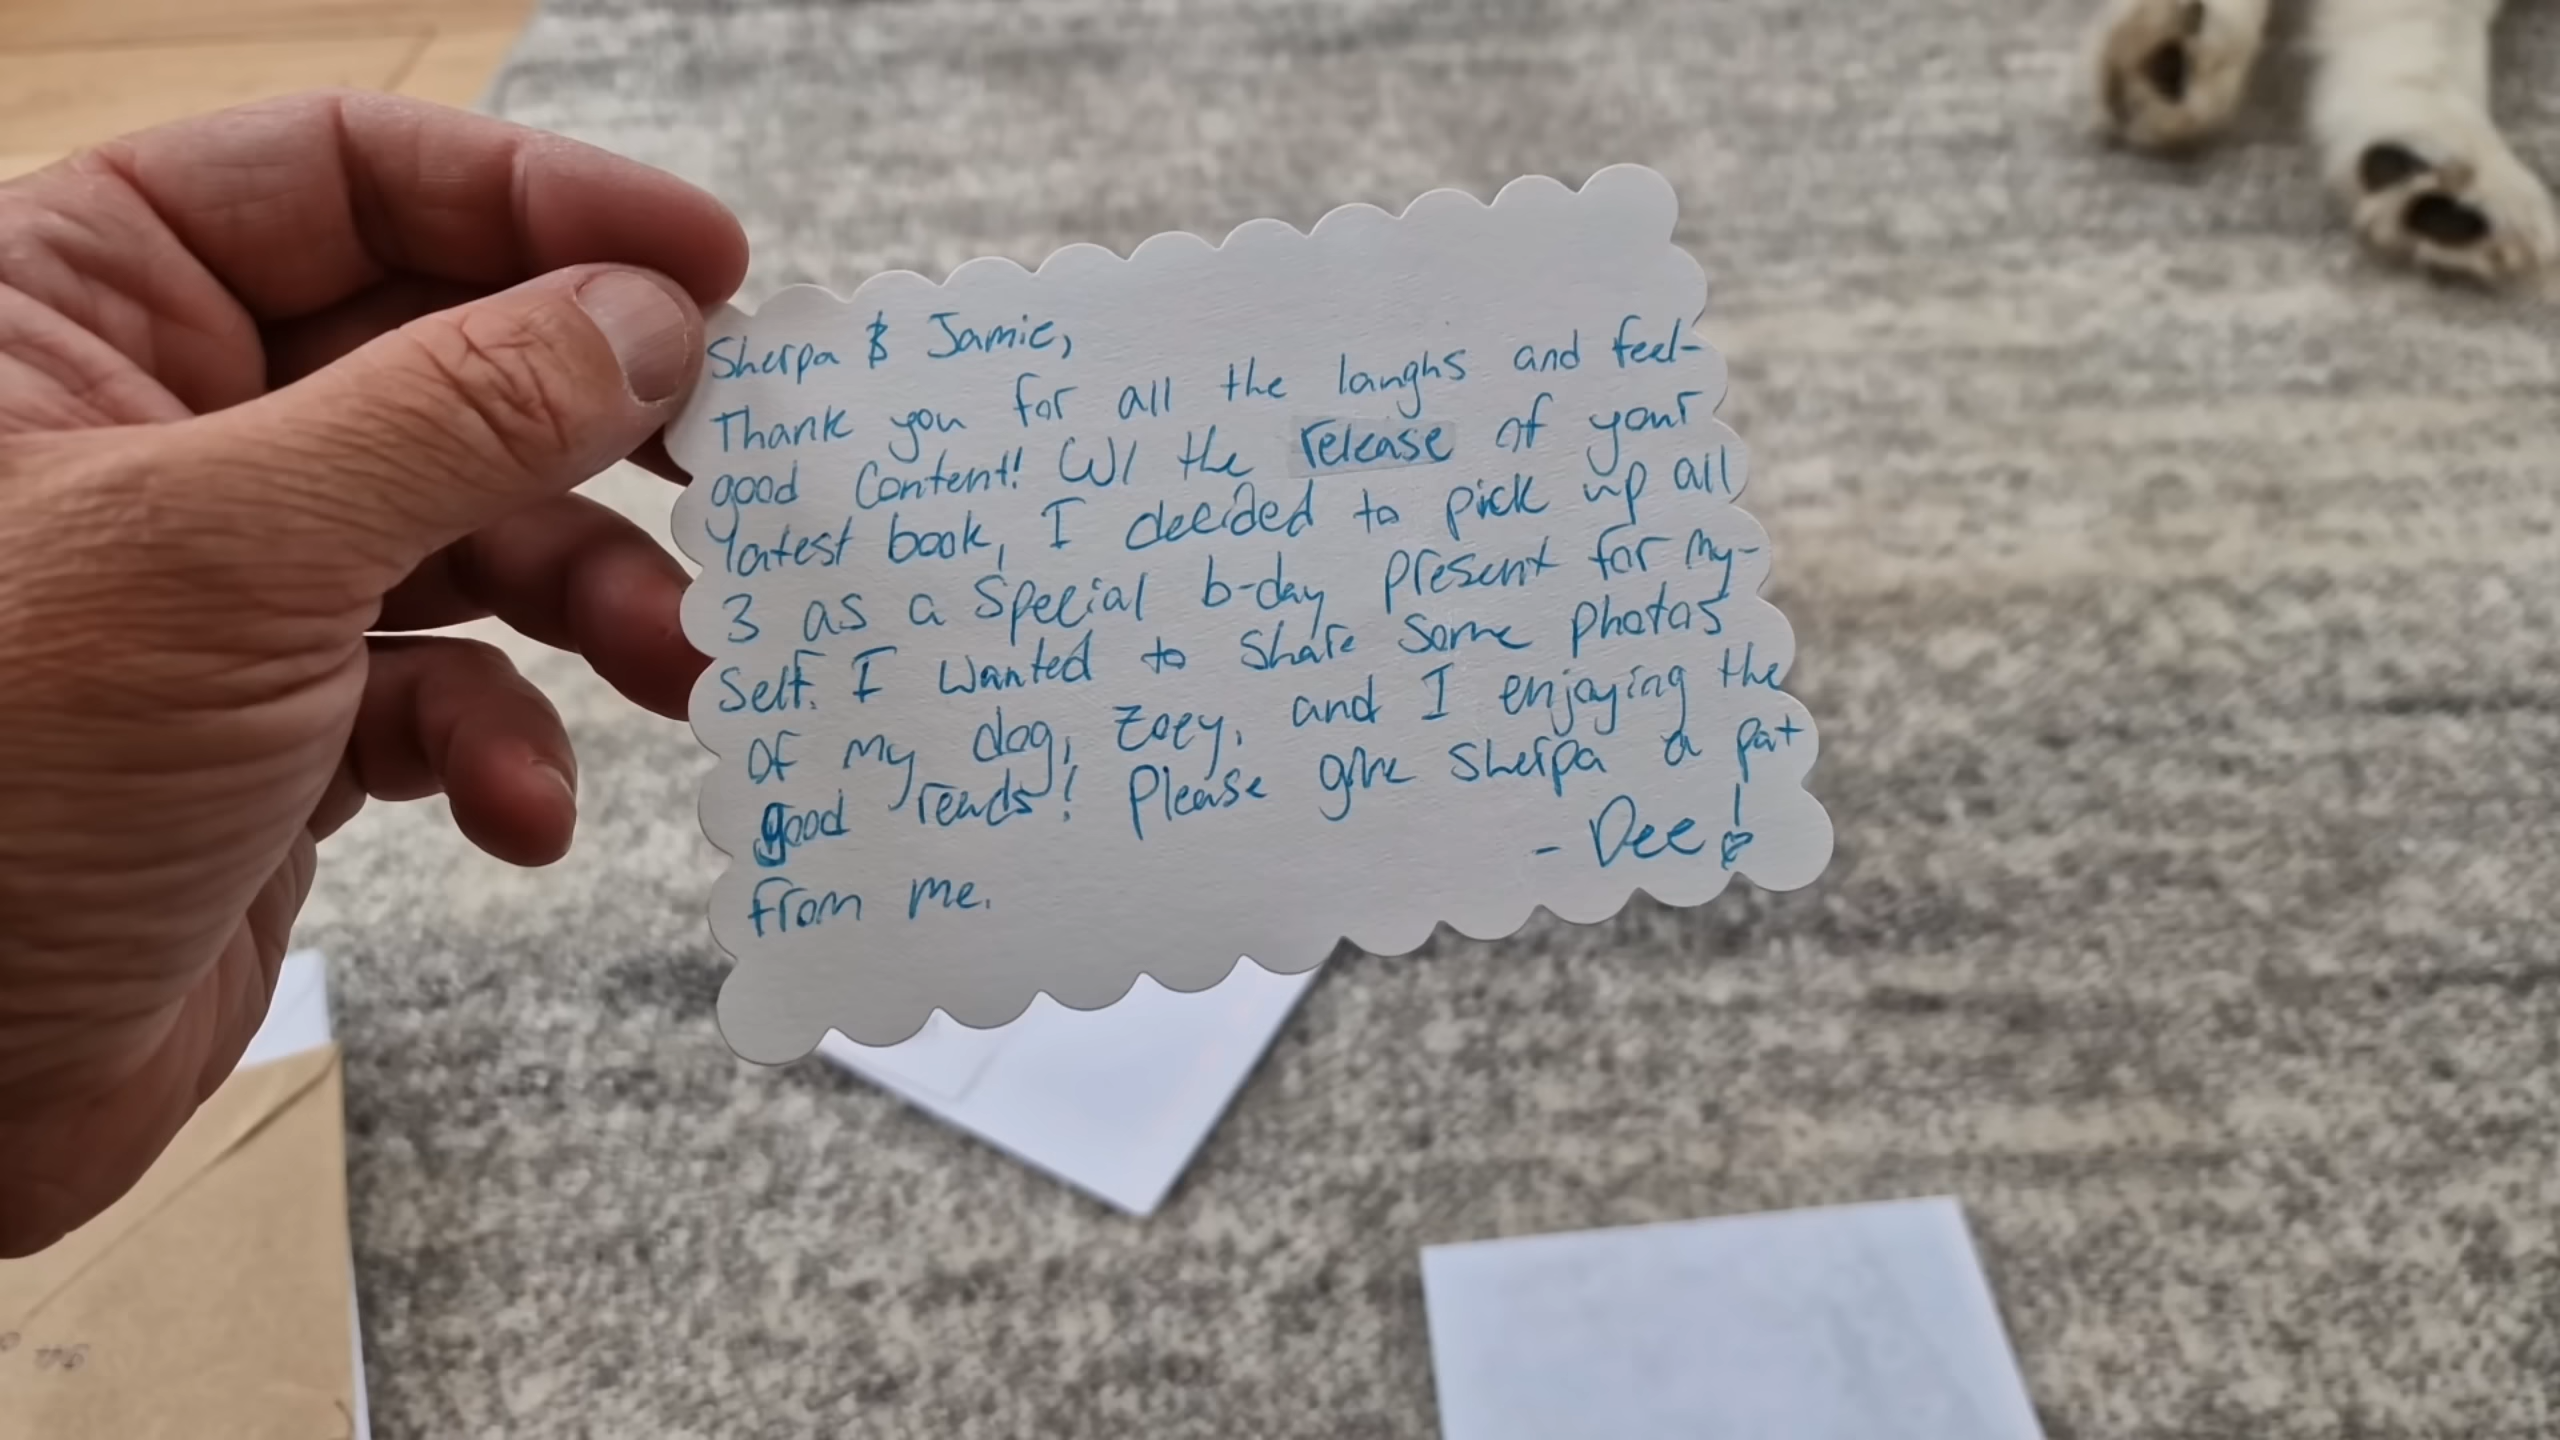 Sherpa & Jamie,
Thank you for all the laughs and feel-
good Content! W/ the release of your
latest book, I decided to pick up all
3 as a special b-day present for my-
self. I wanted to share some photos
of my dog, Zoey, and I enjoying the
good reads! Please give Sherpa a pat
from me.
- Dee